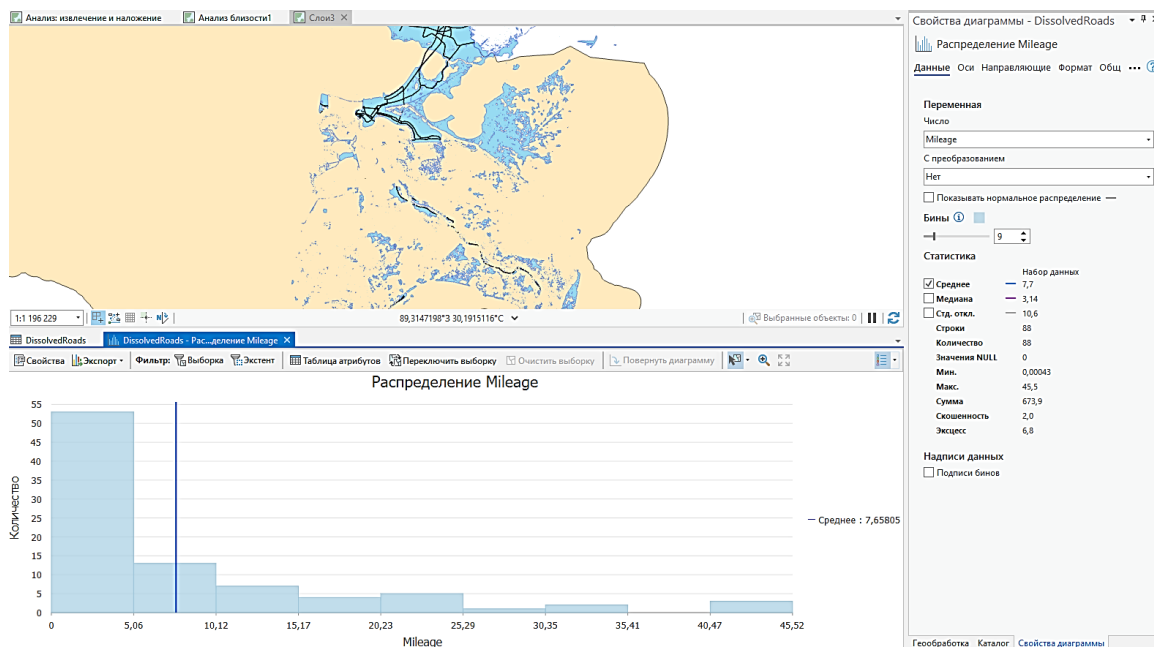 Анализ: извлечение и наложение
Анализ близости1
Слои3
1:1 196 229
89,3147198°З 30,1915116°С
Выбранные объекты: 0
DissolvedRoads
DissolvedRoads - Рас...деление Mileage
Свойства
Экспорт
Фильтр:
Выборка
Экстент
Таблица атрибутов
Переключить выборку
Очистить выборку
Повернуть диаграмму
Распределение Mileage
Количество
55
50
45
40
35
30
25
20
15
10
5
0
0 5,06 10,12 15,17 20,23 25,29 30,35 35,41 40,47 45,52
Mileage
Среднее : 7,65805
Свойства диаграммы - DissolvedRoads
Распределение Mileage
Данные Оси Направляющие Формат Общ
Переменная
Число
Mileage
С преобразованием
Нет
Показывать нормальное распределение
Бины
9
Статистика
Набор данных
Среднее 7,7
Медиана 3,14
Стд. откл. 10,6
Строки 88
Количество 88
Значения NULL 0
Мин. 0,00043
Макс. 45,5
Сумма 673,9
Скошенность 2,0
Эксцесс 6,8
Надписи данных
Подписи бинов
Геообработка Каталог Свойства диаграммы